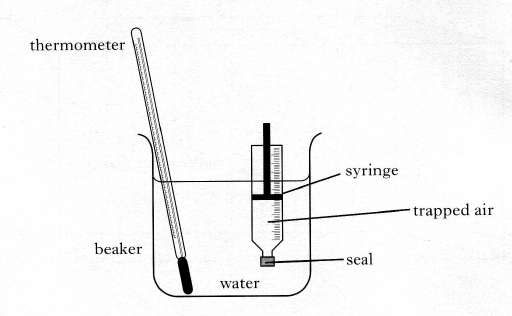 thermometer
syringe
trapped air
beaker
seal
water